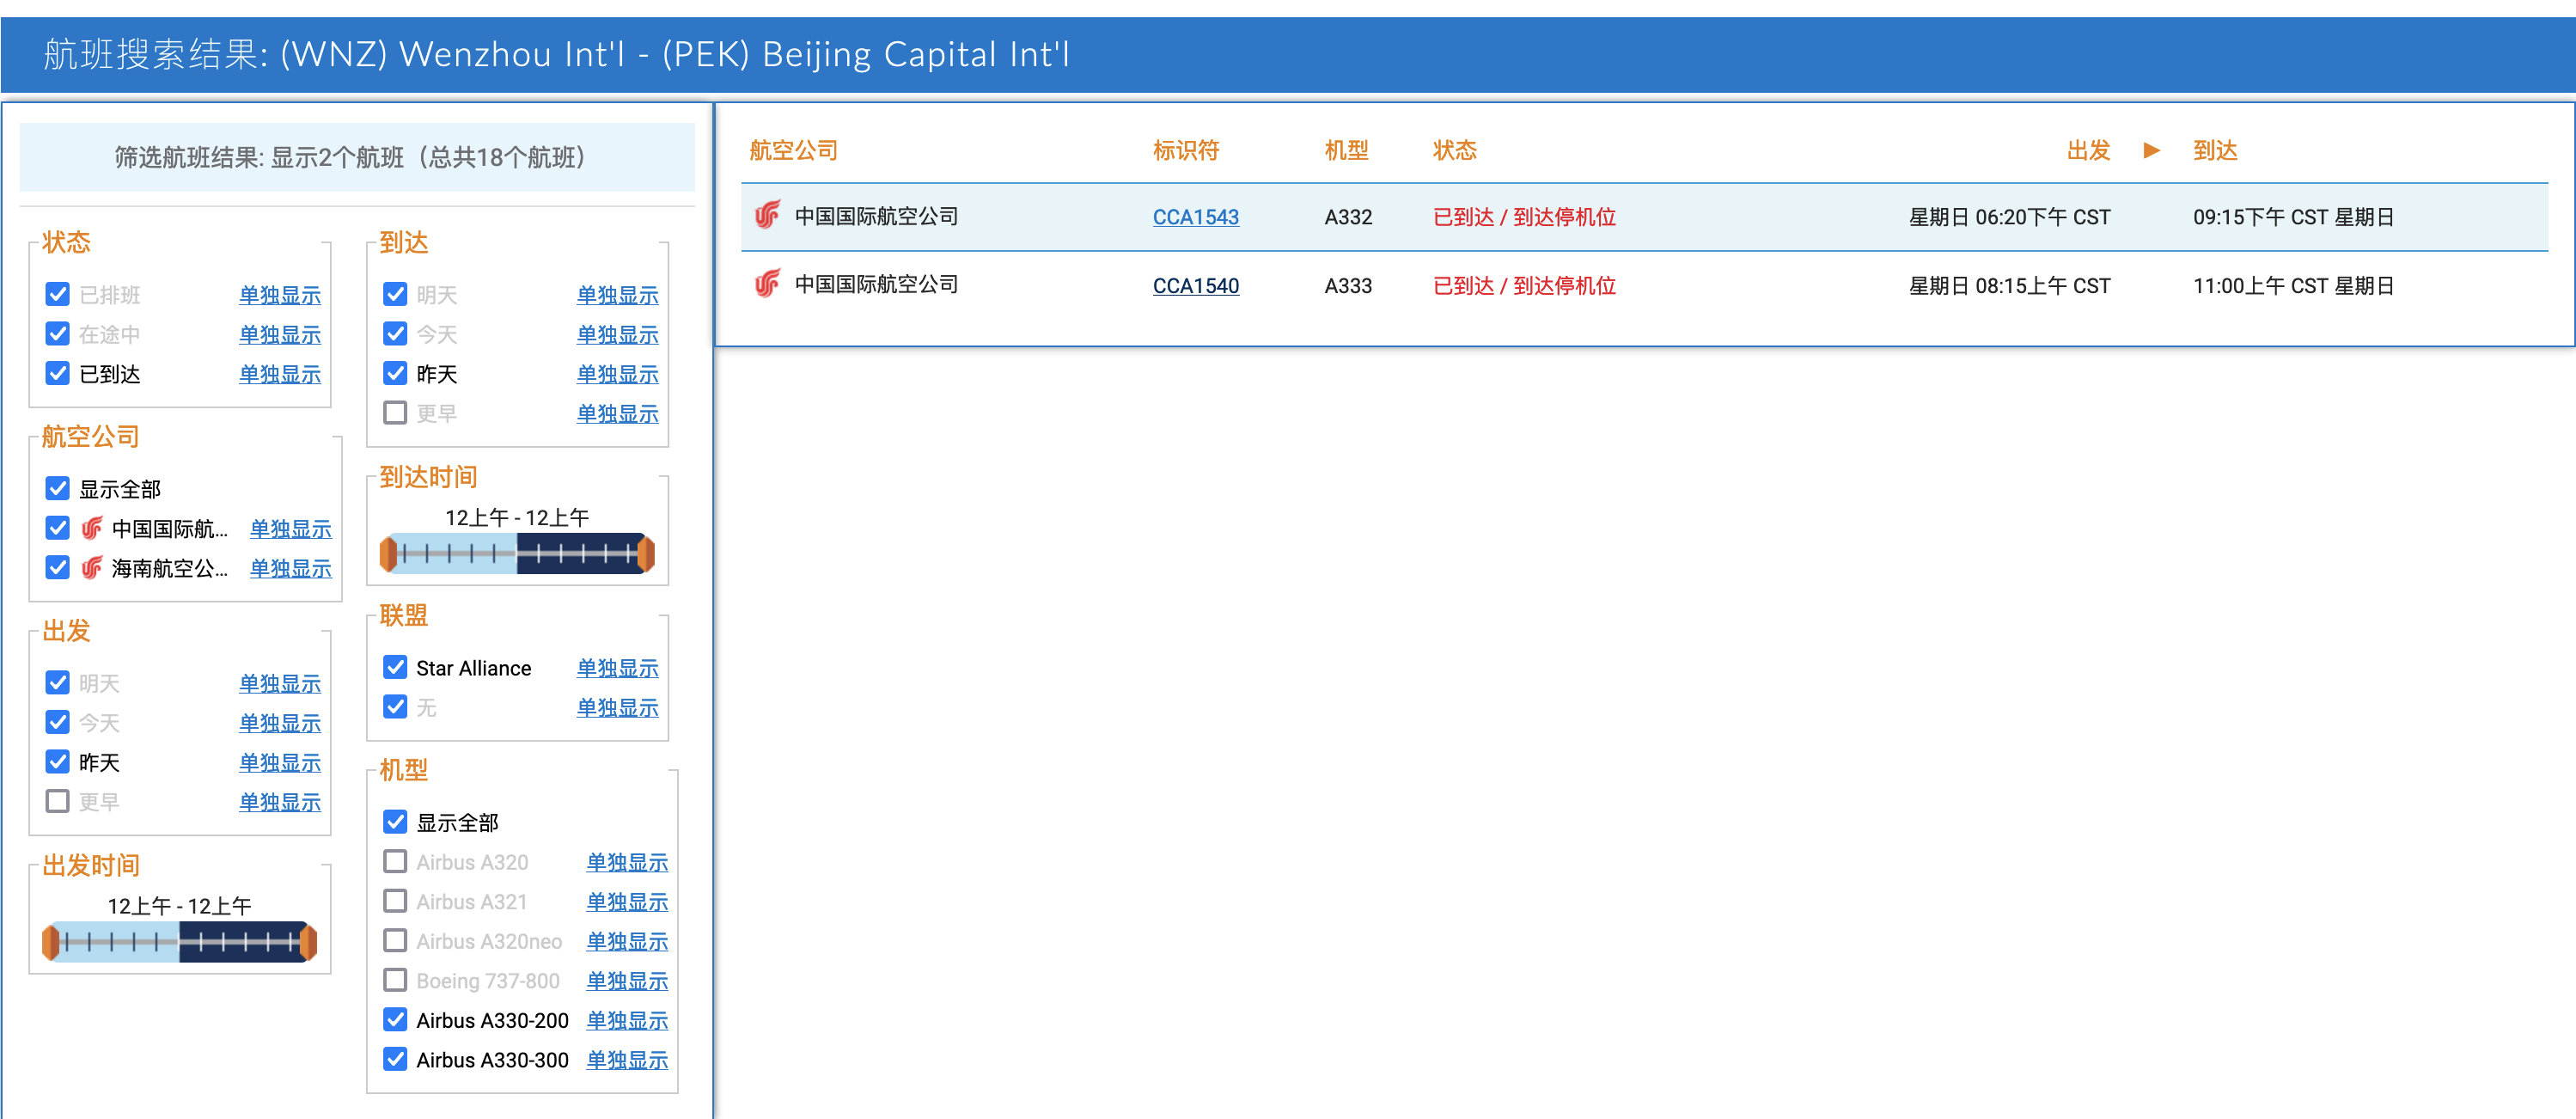 航班搜索结果: (WNZ) Wenzhou Int'l - (PEK) Beijing Capital Int'l
筛选航班结果: 显示2个航班（总共18个航班）
状态
已排班 单独显示
在途中 单独显示
已到达 单独显示
航空公司
显示全部
中国国际航... 单独显示
海南航空公... 单独显示
出发
明天 单独显示
今天 单独显示
昨天 单独显示
更早 单独显示
出发时间
12上午 - 12上午
到达
明天 单独显示
今天 单独显示
昨天 单独显示
更早 单独显示
到达时间
12上午 - 12上午
联盟
Star Alliance 单独显示
无 单独显示
机型
显示全部
Airbus A320 单独显示
Airbus A321 单独显示
Airbus A320neo 单独显示
Boeing 737-800 单独显示
Airbus A330-200 单独显示
Airbus A330-300 单独显示
航空公司 标识符 机型 状态 出发 ▶ 到达
中国国际航空公司 CCA1543 A332 已到达 / 到达停机位 星期日 06:20下午 CST 09:15下午 CST 星期日
中国国际航空公司 CCA1540 A333 已到达 / 到达停机位 星期日 08:15上午 CST 11:00上午 CST 星期日